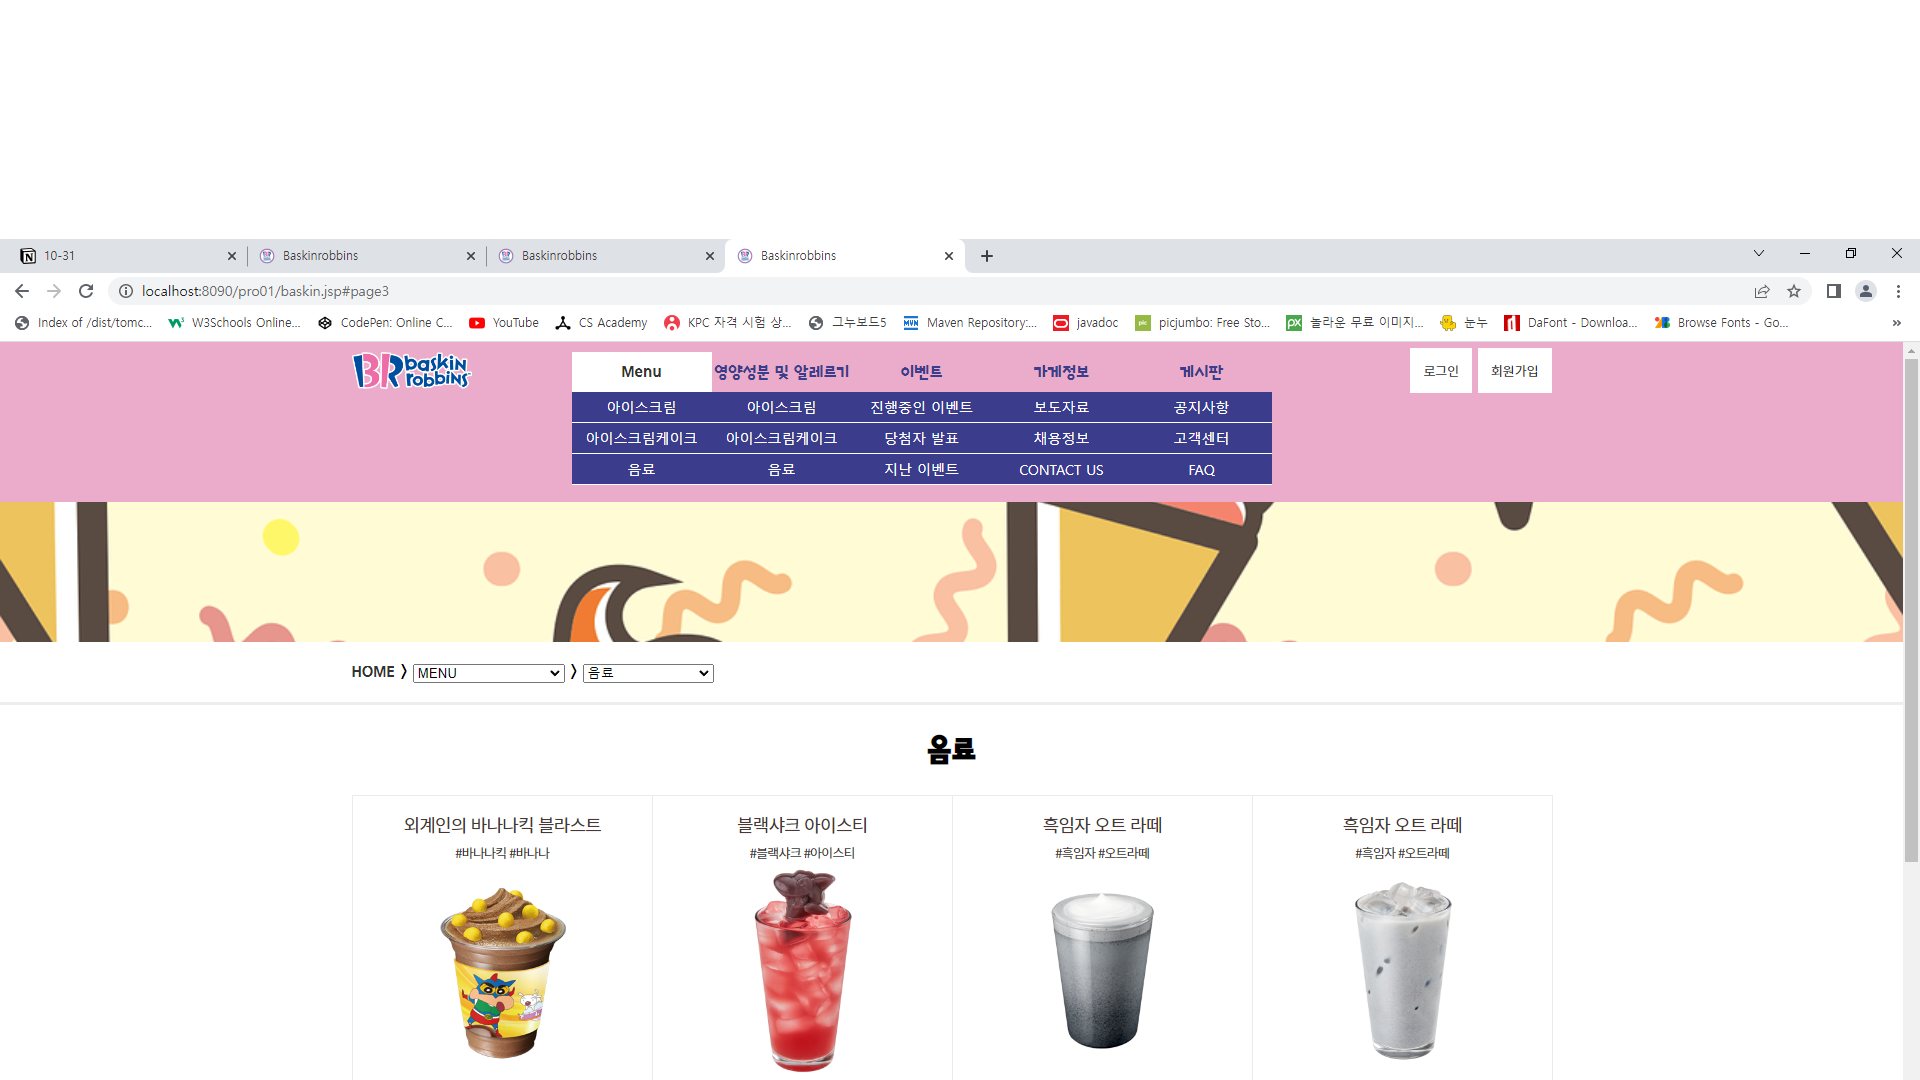 10-31
Baskinrobbins
Baskinrobbins
Baskinrobbins
localhost:8090/pro01/baskin.jsp#page3
Index of /dist/tomc...
W3Schools Online...
CodePen: Online C...
YouTube
CS Academy
KPC 자격 시험 상...
그누보드5
MVN
Maven Repository:...
javadoc
pic
picjumbo: Free Sto...
px
놀라운 무료 이미지...
눈누
DaFont - Downloa...
Browse Fonts - Go...
BR baskin robbins
Menu
영양성분 및 알레르기
이벤트
가게정보
게시판
로그인
회원가입
아이스크림
아이스크림
진행중인 이벤트
보도자료
공지사항
아이스크림케이크
아이스크림케이크
당첨자 발표
채용정보
고객센터
음료
음료
지난 이벤트
CONTACT US
FAQ
HOME 〉 MENU 〉 음료
음료
외계인의 바나나킥 블라스트
#바나나킥 #바나나
블랙샤크 아이스티
#블랙샤크 #아이스티
흑임자 오트 라떼
#흑임자 #오트라떼
흑임자 오트 라떼
#흑임자 #오트라떼